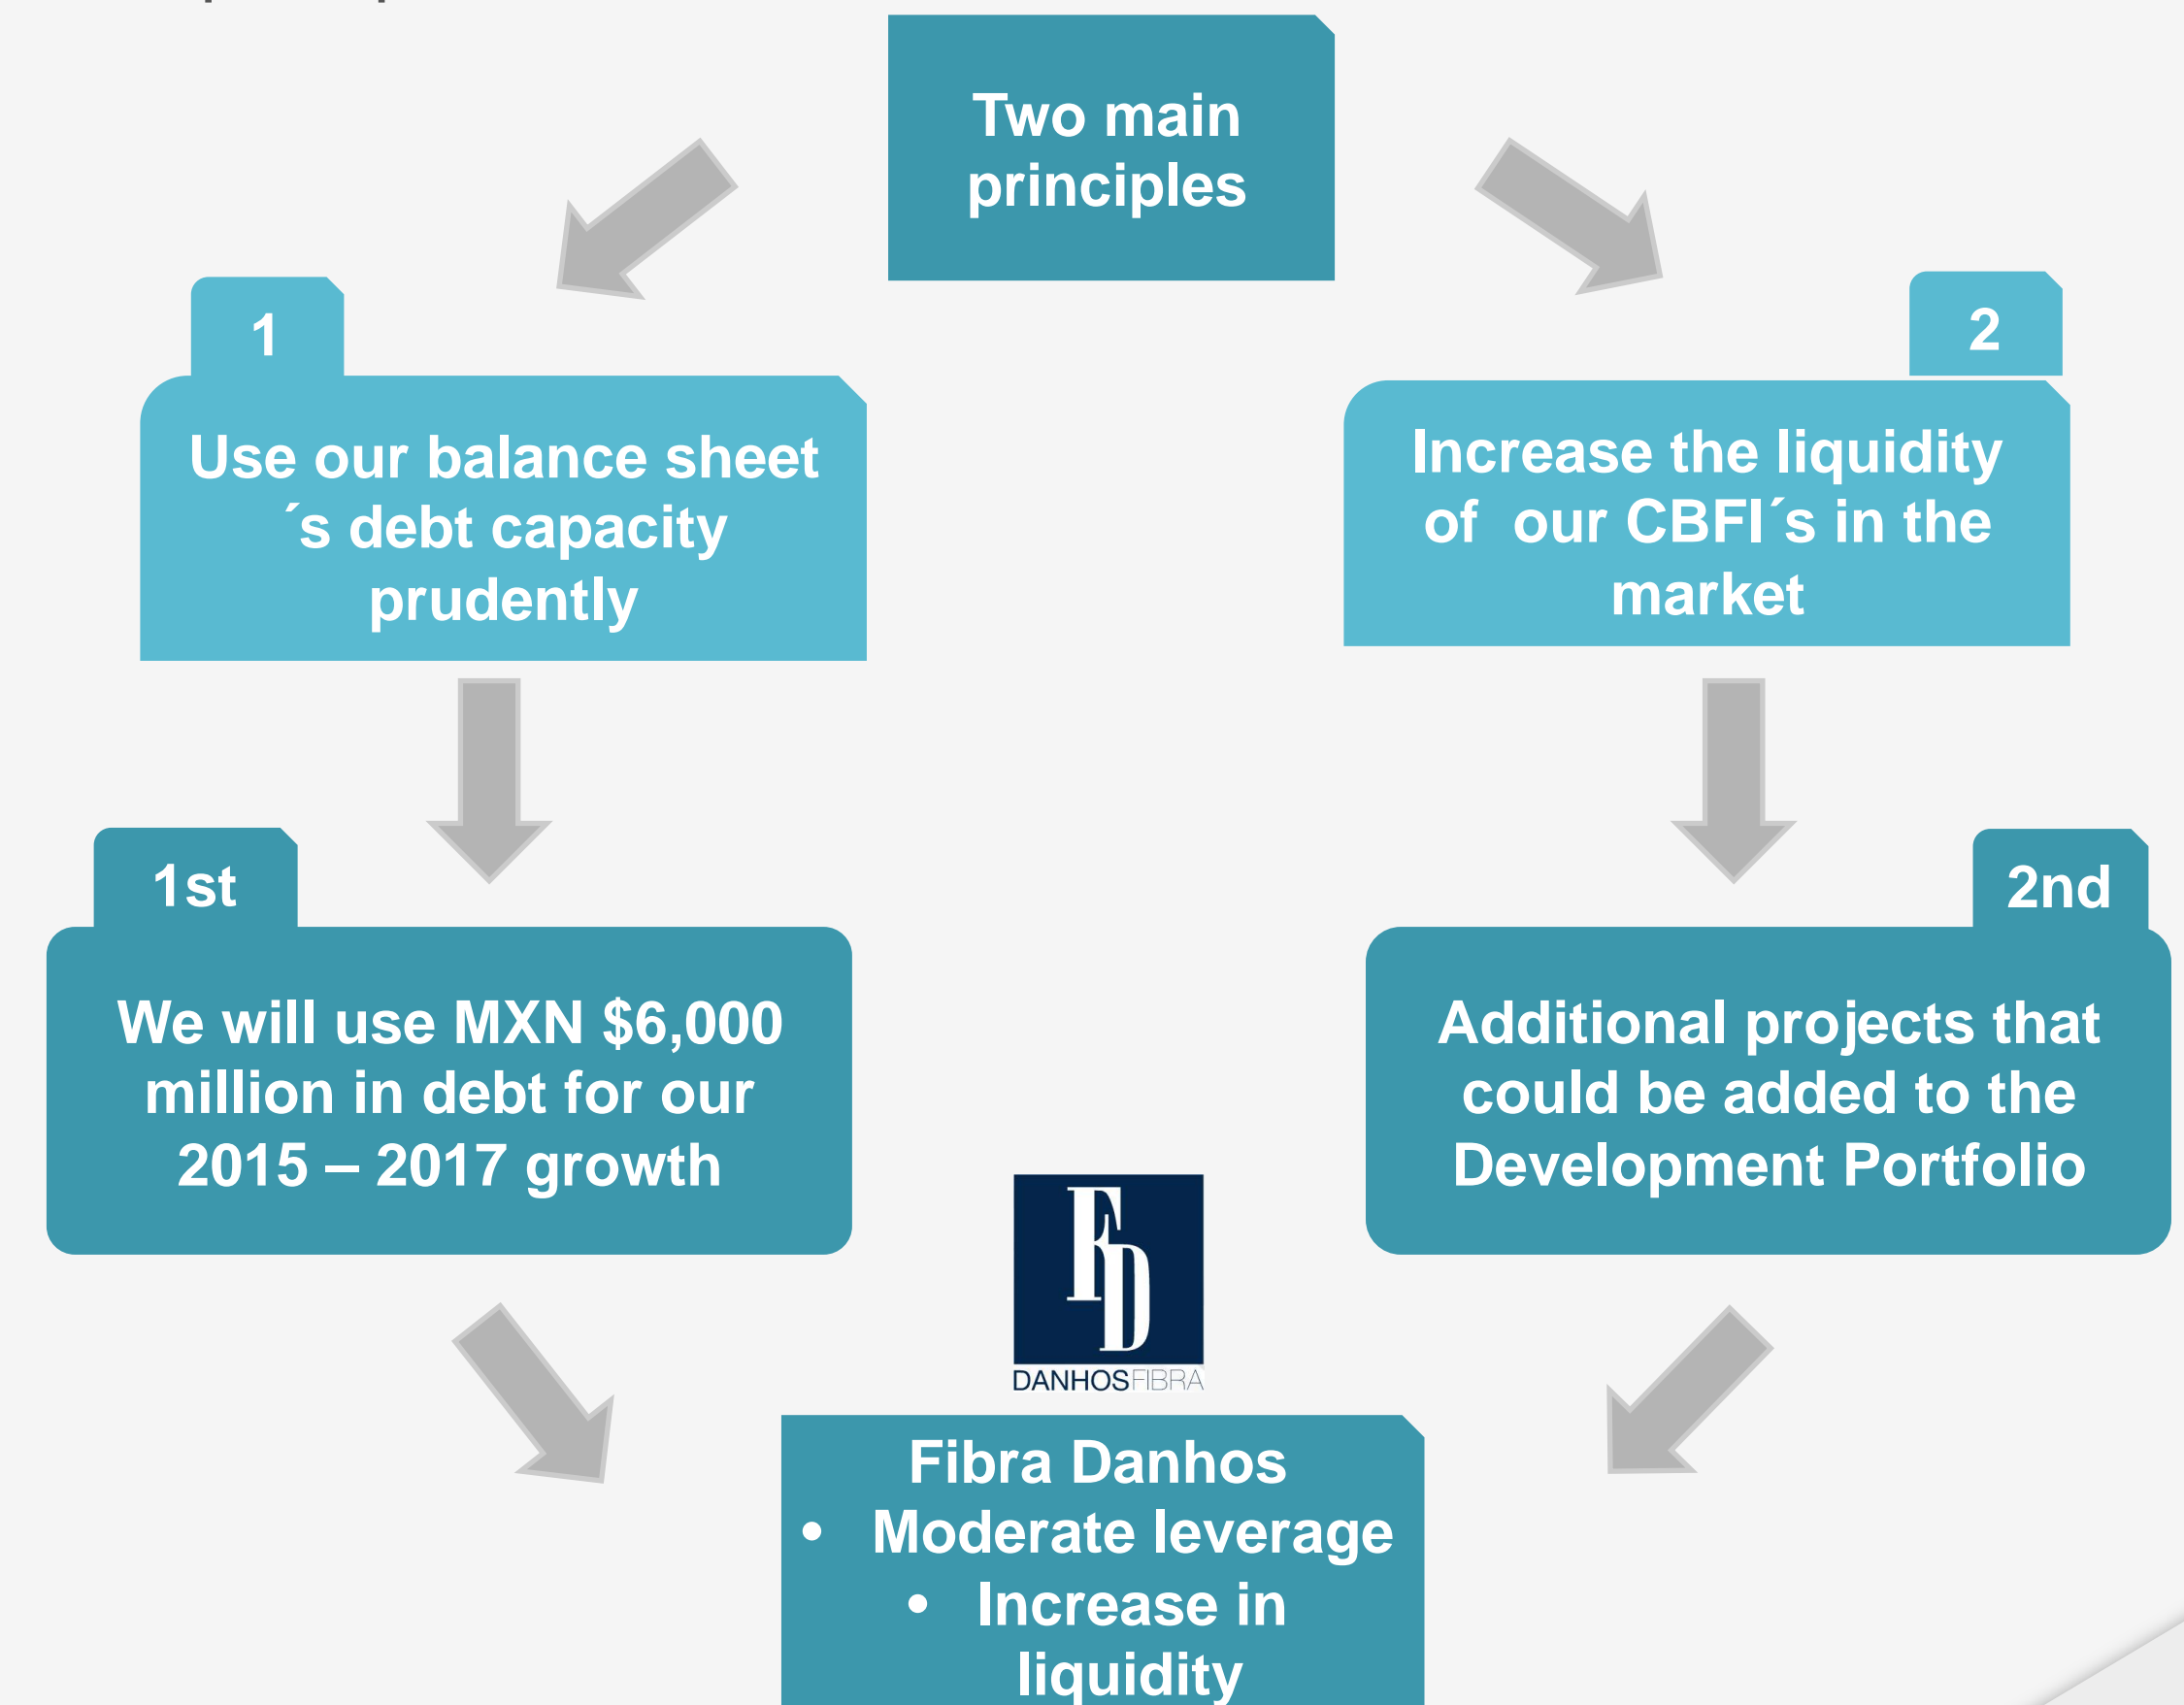 Two main
principles
1
Use our balance sheet
´s debt capacity
prudently
2
Increase the liquidity
of  our CBFI´s in the
market
1st
We will use MXN $6,000
million in debt for our
2015 – 2017 growth
2nd
Additional projects that
could be added to the
Development Portfolio
FD
DANHOSFIBRA
Fibra Danhos
• Moderate leverage
• Increase in
liquidity